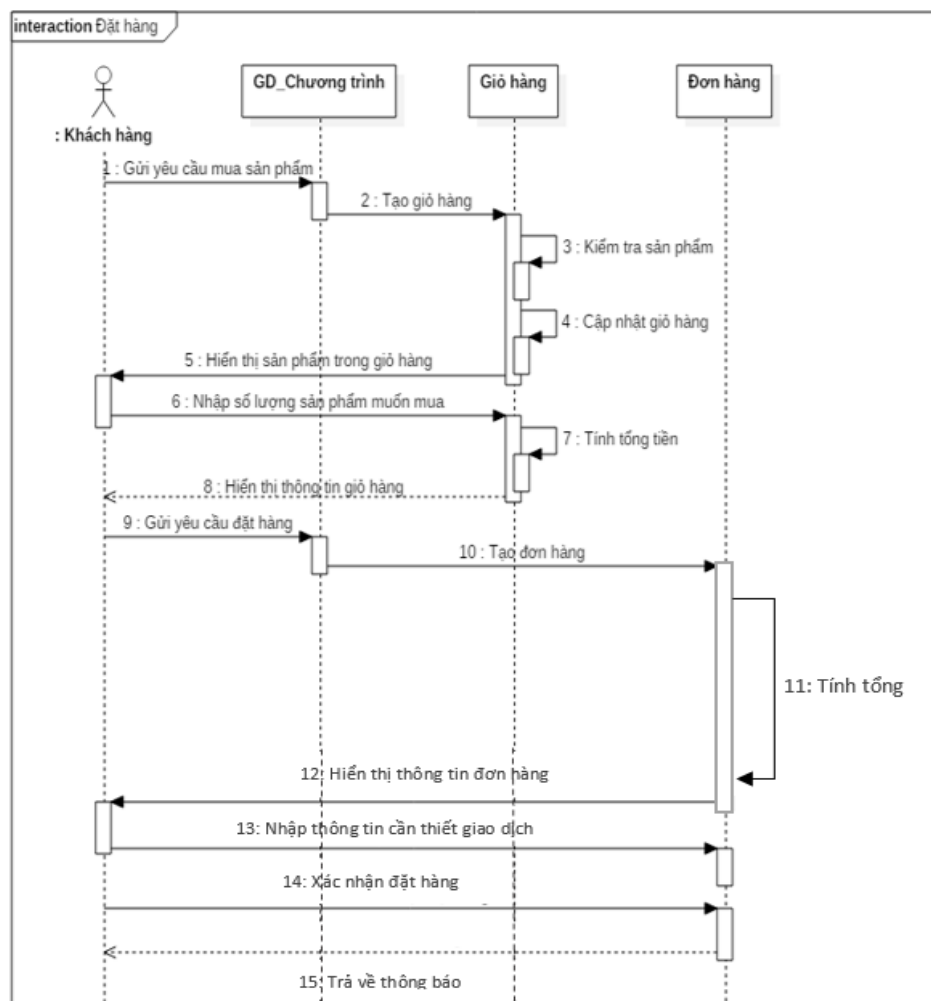 interaction Đặt hàng
GD_Chương trình
Giỏ hàng
Đơn hàng
: Khách hàng
1 : Gửi yêu cầu mua sản phẩm
2 : Tạo giỏ hàng
3 : Kiểm tra sản phẩm
4 : Cập nhật giỏ hàng
5 : Hiển thị sản phẩm trong giỏ hàng
6 : Nhập số lượng sản phẩm muốn mua
7 : Tính tổng tiền
8 : Hiển thị thông tin giỏ hàng
9 : Gửi yêu cầu đặt hàng
10 : Tạo đơn hàng
11: Tính tổng
12: Hiển thị thông tin đơn hàng
13: Nhập thông tin cần thiết giao dịch
14: Xác nhận đặt hàng
15: Trả về thông báo